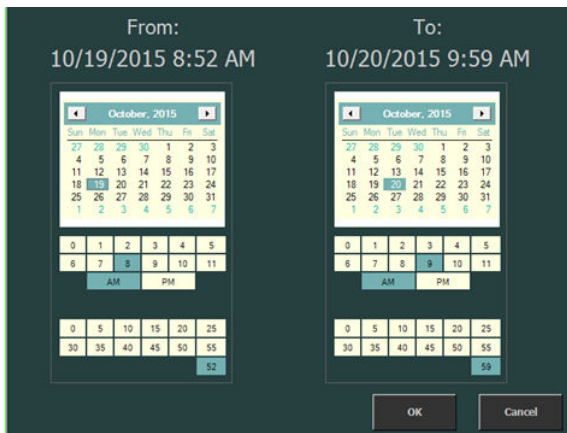 From:
10/19/2015 8:52 AM
October, 2015
Sun Mon Tue Wed Thu Fri Sat
27 28 29 30 1 2 3
4 5 6 7 8 9 10
11 12 13 14 15 16 17
18 19 20 21 22 23 24
25 26 27 28 29 30 31
1 2 3 4 5 6 7
0 1 2 3 4 5
6 7 8 9 10 11
AM PM
0 5 10 15 20 25
30 35 40 45 50 55
52
To:
10/20/2015 9:59 AM
October, 2015
Sun Mon Tue Wed Thu Fri Sat
27 28 29 30 1 2 3
4 5 6 7 8 9 10
11 12 13 14 15 16 17
18 19 20 21 22 23 24
25 26 27 28 29 30 31
1 2 3 4 5 6 7
0 1 2 3 4 5
6 7 8 9 10 11
AM PM
0 5 10 15 20 25
30 35 40 45 50 55
59
OK Cancel